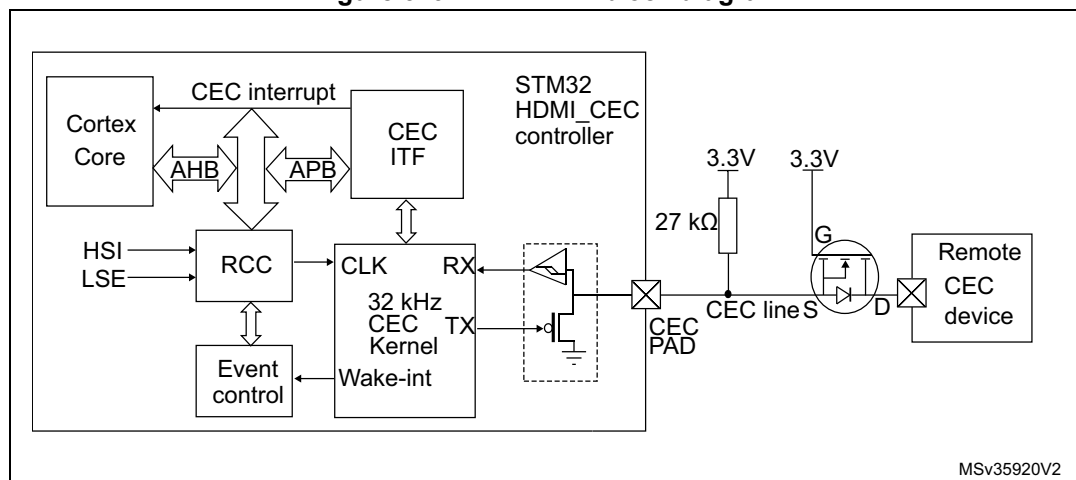 CEC interrupt
Cortex
Core
AHB
APB
CEC
ITF
STM32
HDMI_CEC
controller
3.3V
3.3V
27 kΩ
HSI
LSE
RCC
CLK
RX
32 kHz
CEC
Kernel
TX
Wake-int
Event
control
CEC
PAD
CEC line
G
S
D
Remote
CEC
device
MSv35920V2